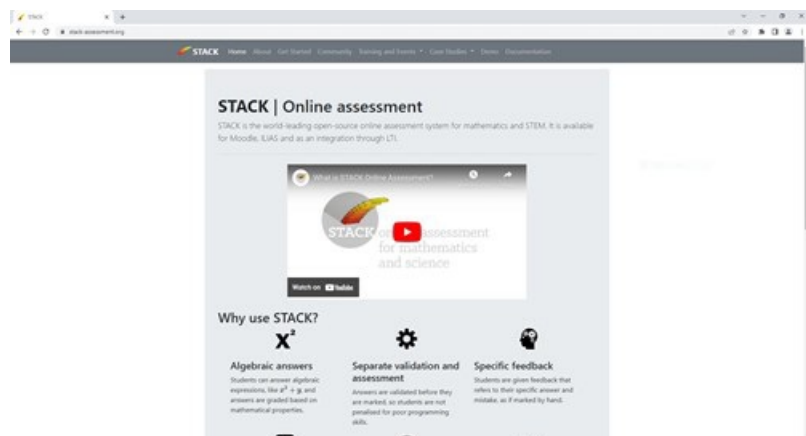 STACK
stack-assessment.org
STACK Home About Get Started Community Training and Events Case Studies Demo Documentation
STACK | Online assessment
STACK is the world-leading open-source online assessment system for mathematics and STEM. It is available
for Moodle, ILIAS and as an integration through LTI.
What is STACK Online Assessment?
STACK online assessment
for mathematics
and science
Watch on YouTube
Why use STACK?
x²
Algebraic answers
Students can answer algebraic
expressions, like x² + y, and
answers are graded based on
mathematical properties.
Separate validation and
assessment
Answers are validated before they
are marked, so students are not
penalised for poor programming
skills.
Specific feedback
Students are given feedback that
refers to their specific answer and
mistake, as if marked by hand.